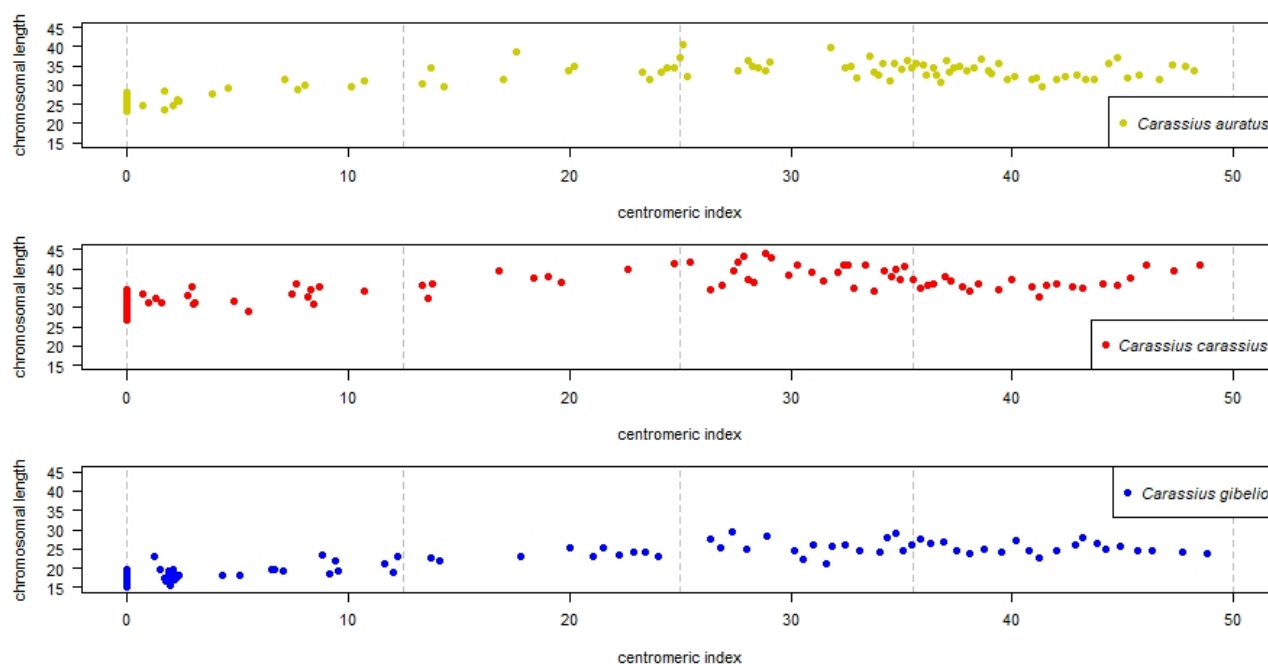 chromosomal length
45
40
35
30
25
20
15
Carassius auratus
0 10 20 30 40 50
centromeric index
chromosomal length
45
40
35
30
25
20
15
Carassius carassius
0 10 20 30 40 50
centromeric index
chromosomal length
45
40
35
30
25
20
15
Carassius gibelio
0 10 20 30 40 50
centromeric index